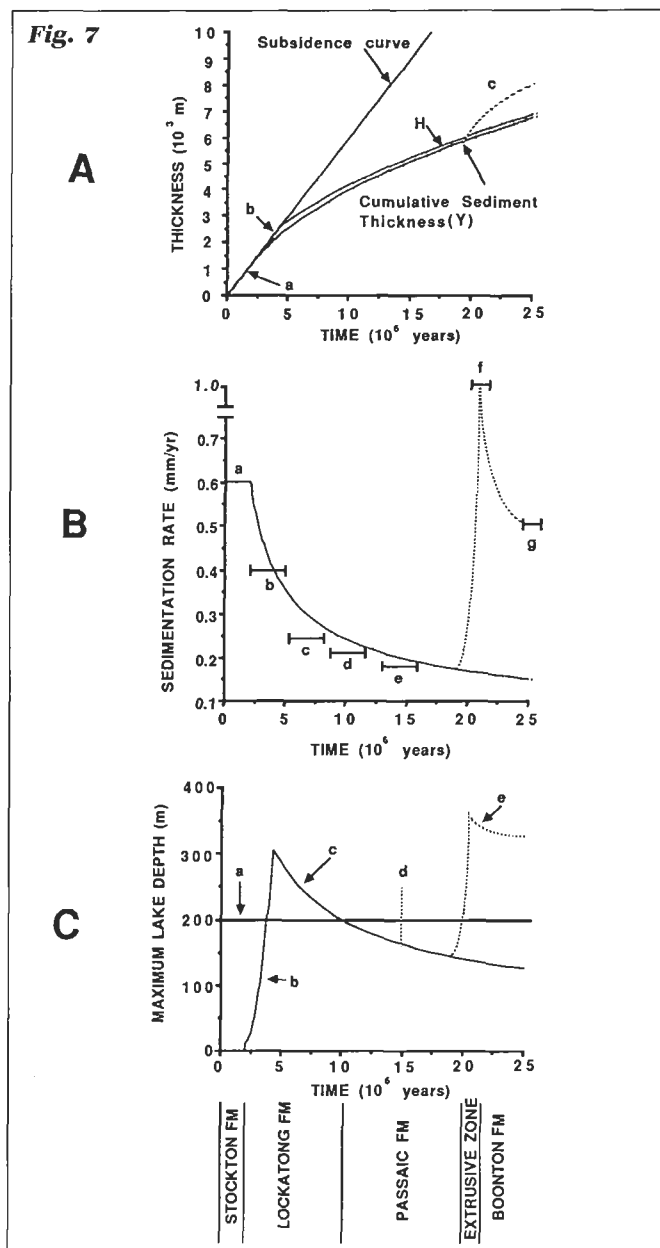 Fig. 7
A
THICKNESS (10³ m)
10
9
8
7
6
5
4
3
2
1
0
Subsidence curve
c
H
Cumulative Sediment
Thickness(Y)
b
a
0 5 10 15 20 25
TIME (10⁶ years)
B
SEDIMENTATION RATE (mm/yr)
1.0
0.7
0.6
0.5
0.4
0.3
0.2
0.1
a
b
c
d
e
f
g
0 5 10 15 20 25
TIME (10⁶ years)
C
MAXIMUM LAKE DEPTH (m)
400
300
200
100
0
a
b
c
d
e
0 5 10 15 20 25
TIME (10⁶ years)
STOCKTON FM
LOCKATONG FM
PASSAIC FM
EXTRUSIVE ZONE
BOONTON FM